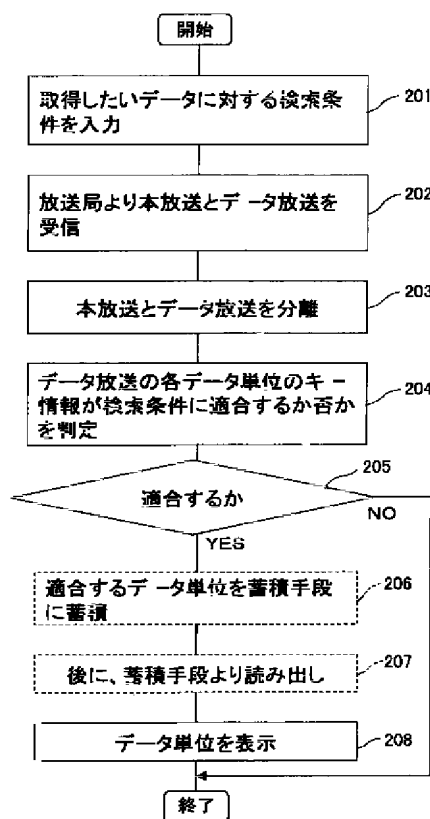 開始
取得したいデータに対する検索条
件を入力
201
放送局より本放送とデータ放送を
受信
202
本放送とデータ放送を分離
203
データ放送の各データ単位のキー
情報が検索条件に適合するか否か
を判定
204
205
適合するか
NO
YES
適合するデータ単位を蓄積手段
に蓄積
206
後に、蓄積手段より読み出し
207
データ単位を表示
208
終了